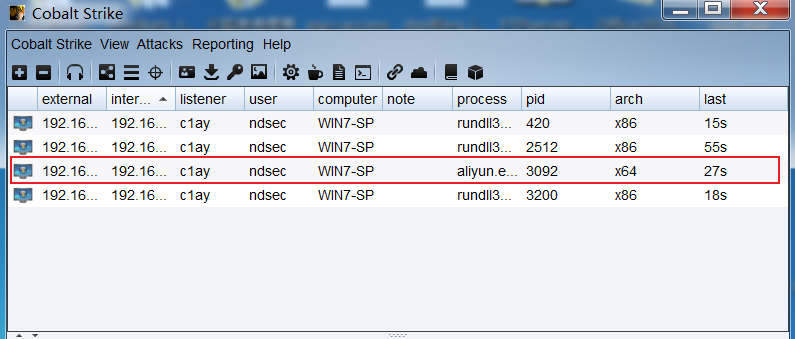 Cobalt Strike
Cobalt Strike View Attacks Reporting Help
external inter... listener user computer note process pid arch last
192.16... 192.16... c1ay ndsec WIN7-SP rundll3... 420 x86 15s
192.16... 192.16... c1ay ndsec WIN7-SP rundll3... 2512 x86 55s
192.16... 192.16... c1ay ndsec WIN7-SP aliyun.e... 3092 x64 27s
192.16... 192.16... c1ay ndsec WIN7-SP rundll3... 3200 x86 18s